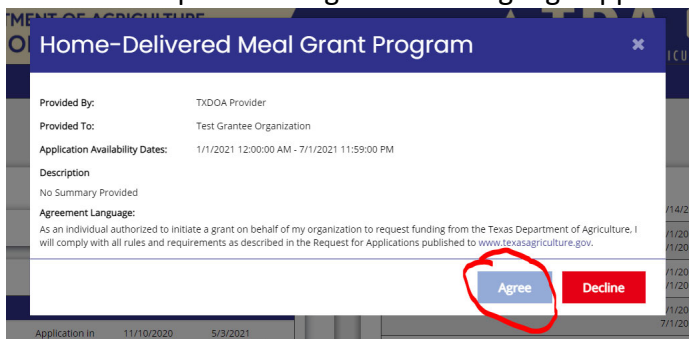 Home-Delivered Meal Grant Program ×
Provided By: TXDOA Provider
Provided To: Test Grantee Organization
Application Availability Dates: 1/1/2021 12:00:00 AM - 7/1/2021 11:59:00 PM
Description
No Summary Provided
Agreement Language:
As an individual authorized to initiate a grant on behalf of my organization to request funding from the Texas Department of Agriculture, I
will comply with all rules and requirements as described in the Request for Applications published to www.texasagriculture.gov.
Agree Decline
Application in 11/10/2020 5/3/2021